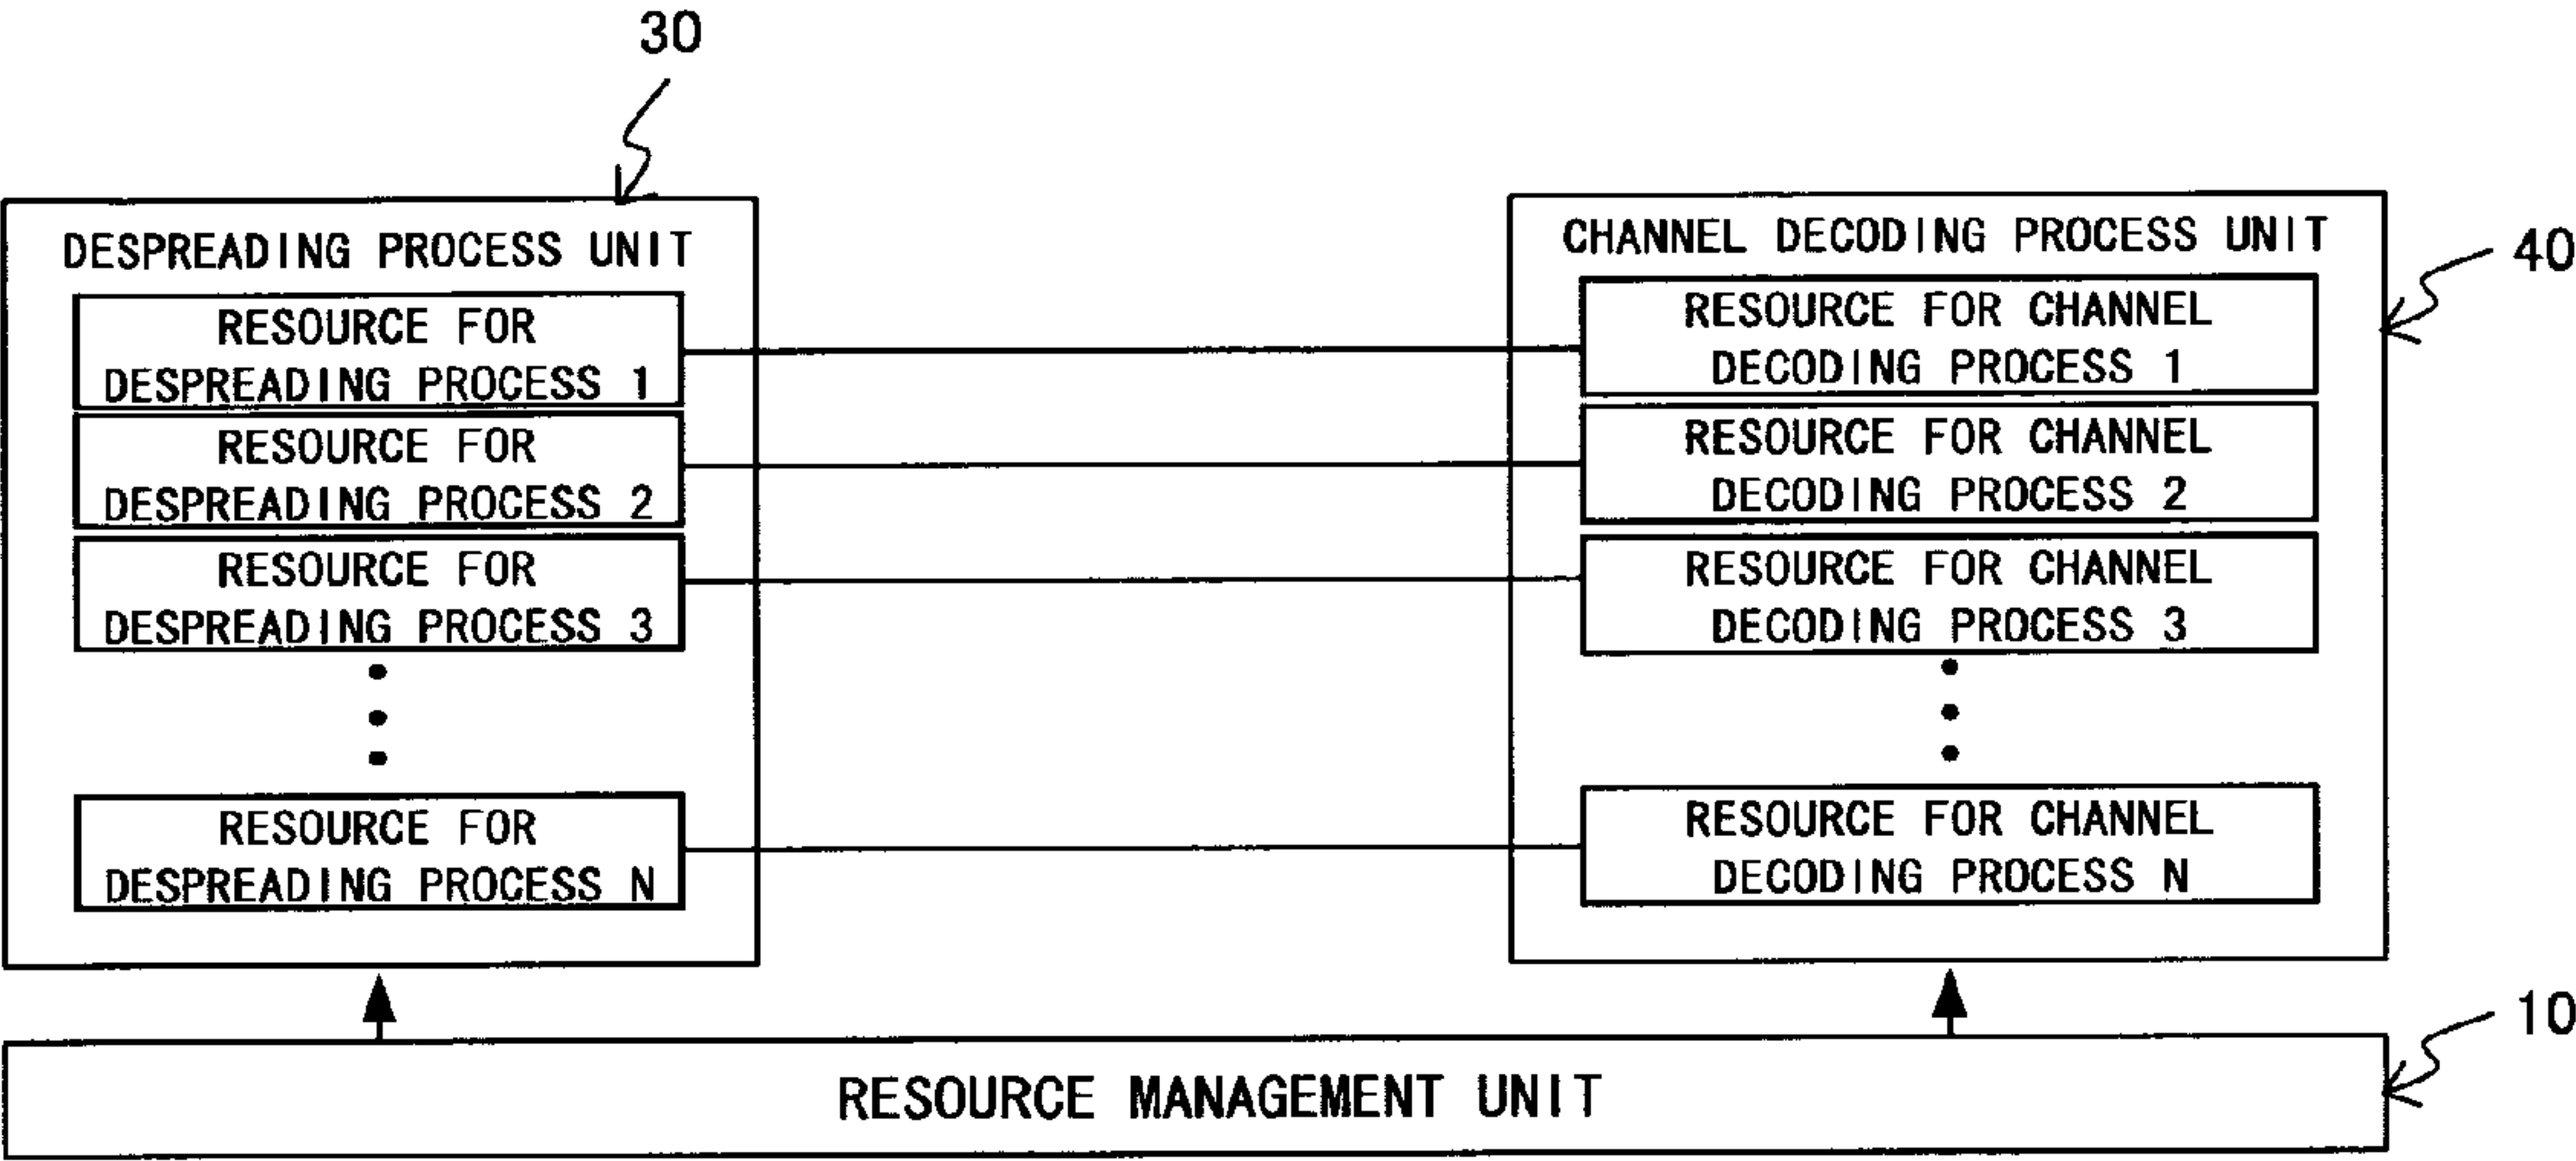 30
DESPREADING PROCESS UNIT
RESOURCE FOR
DESPREADING PROCESS 1
RESOURCE FOR
DESPREADING PROCESS 2
RESOURCE FOR
DESPREADING PROCESS 3
RESOURCE FOR
DESPREADING PROCESS N
CHANNEL DECODING PROCESS UNIT
40
RESOURCE FOR CHANNEL
DECODING PROCESS 1
RESOURCE FOR CHANNEL
DECODING PROCESS 2
RESOURCE FOR CHANNEL
DECODING PROCESS 3
RESOURCE FOR CHANNEL
DECODING PROCESS N
10
RESOURCE MANAGEMENT UNIT